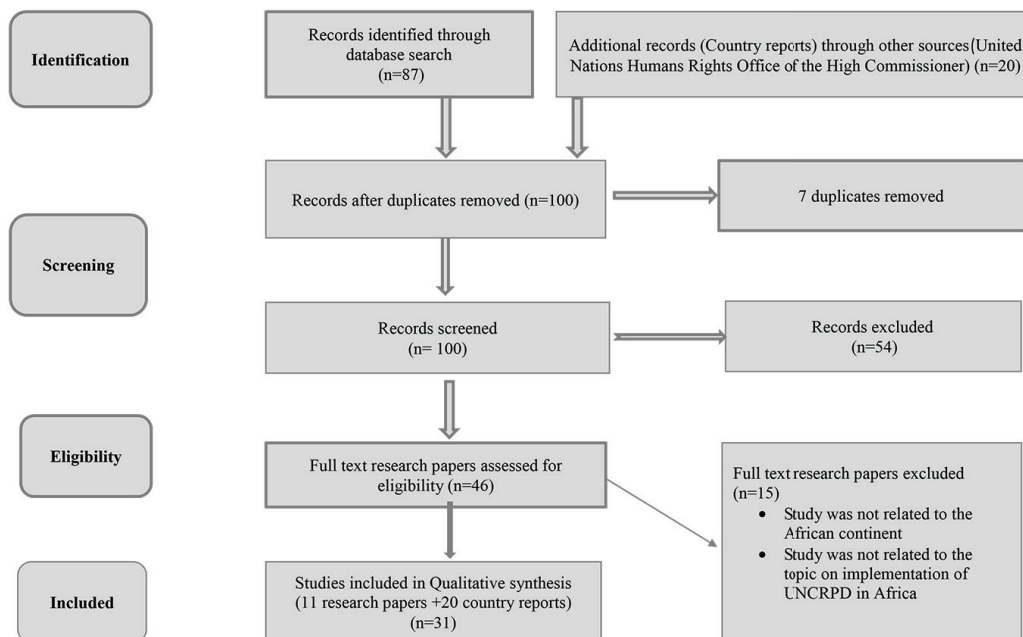 Identification
Records identified through
database search
(n=87)
Additional records (Country reports) through other sources(United
Nations Humans Rights Office of the High Commissioner) (n=20)
Records after duplicates removed (n=100)
7 duplicates removed
Screening
Records screened
(n= 100)
Records excluded
(n=54)
Eligibility
Full text research papers assessed for
eligibility (n=46)
Full text research papers excluded
(n=15)
• Study was not related to the
African continent
• Study was not related to the
topic on implementation of
UNCRPD in Africa
Included
Studies included in Qualitative synthesis
(11 research papers +20 country reports)
(n=31)